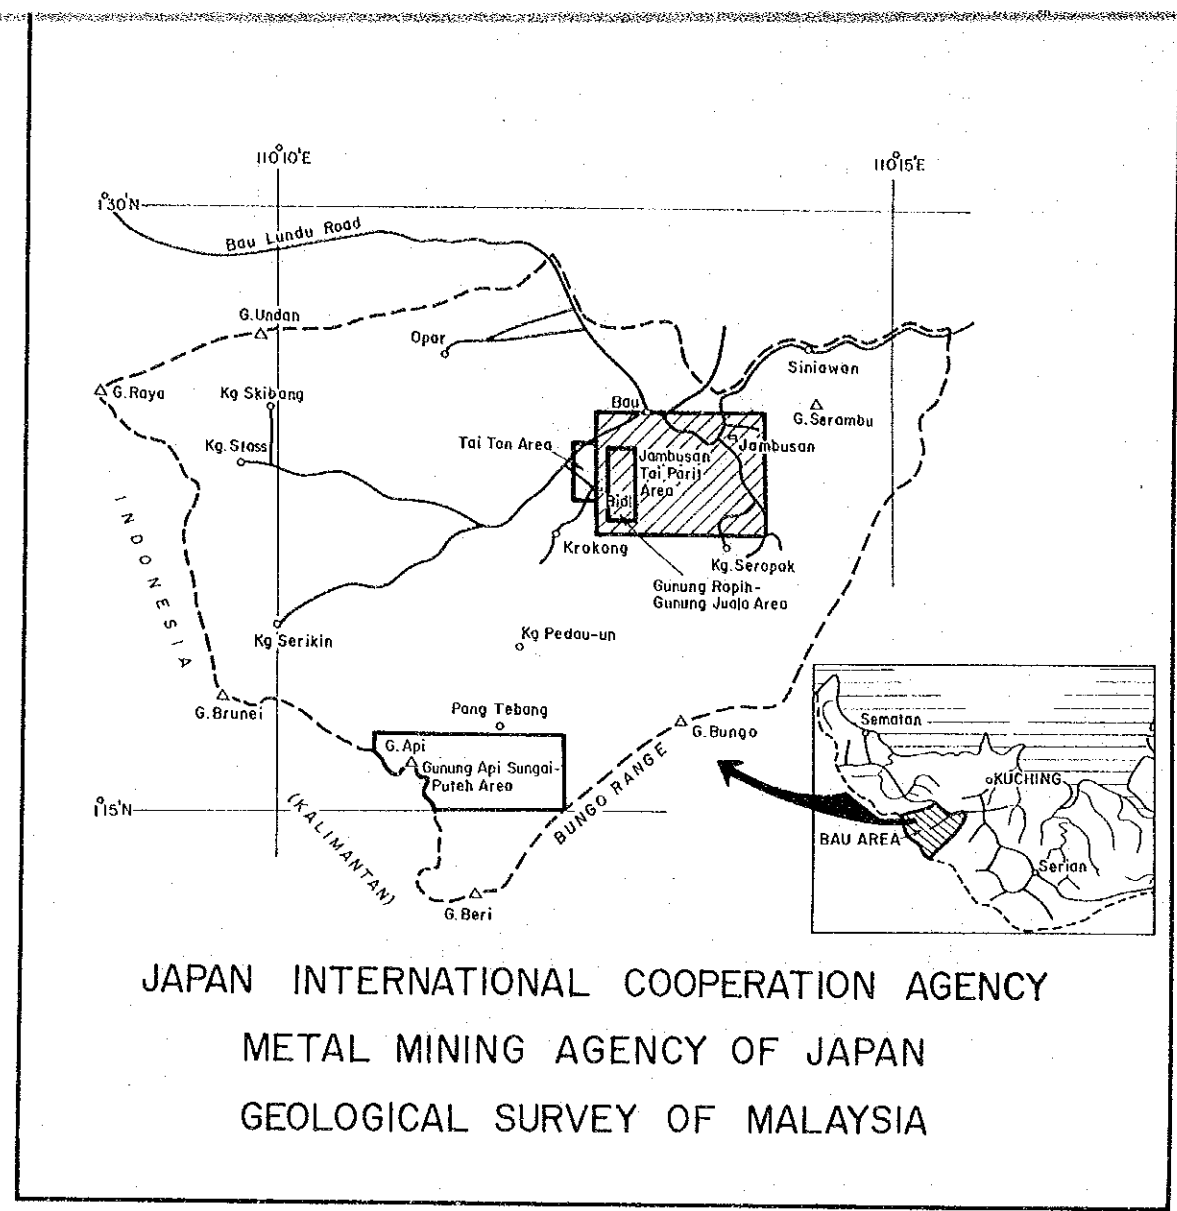 110°10'E
110°15'E
1°30'N
Bau Lundu Road
G.Undan
Opar
Siniawan
G.Raya
Kg Skibang
Bau
G.Serambu
Kg.Stass
Tai Ton Area
Jambusan
Jambusan
Tai Parit
Area
Bidi
INDONESIA
Krokong
Kg.Seropak
Gunung Ropih-
Gunung Juala Area
Kg Serikin
Kg Pedau-un
G.Brunei
Pang Tebang
G.Bungo
G.Api
Gunung Api Sungai-
Puteh Area
1°15'N
(KALIMANTAN)
BUNGO RANGE
G.Beri
Sematan
KUCHING
BAU AREA
Serian
JAPAN INTERNATIONAL COOPERATION AGENCY
METAL MINING AGENCY OF JAPAN
GEOLOGICAL SURVEY OF MALAYSIA